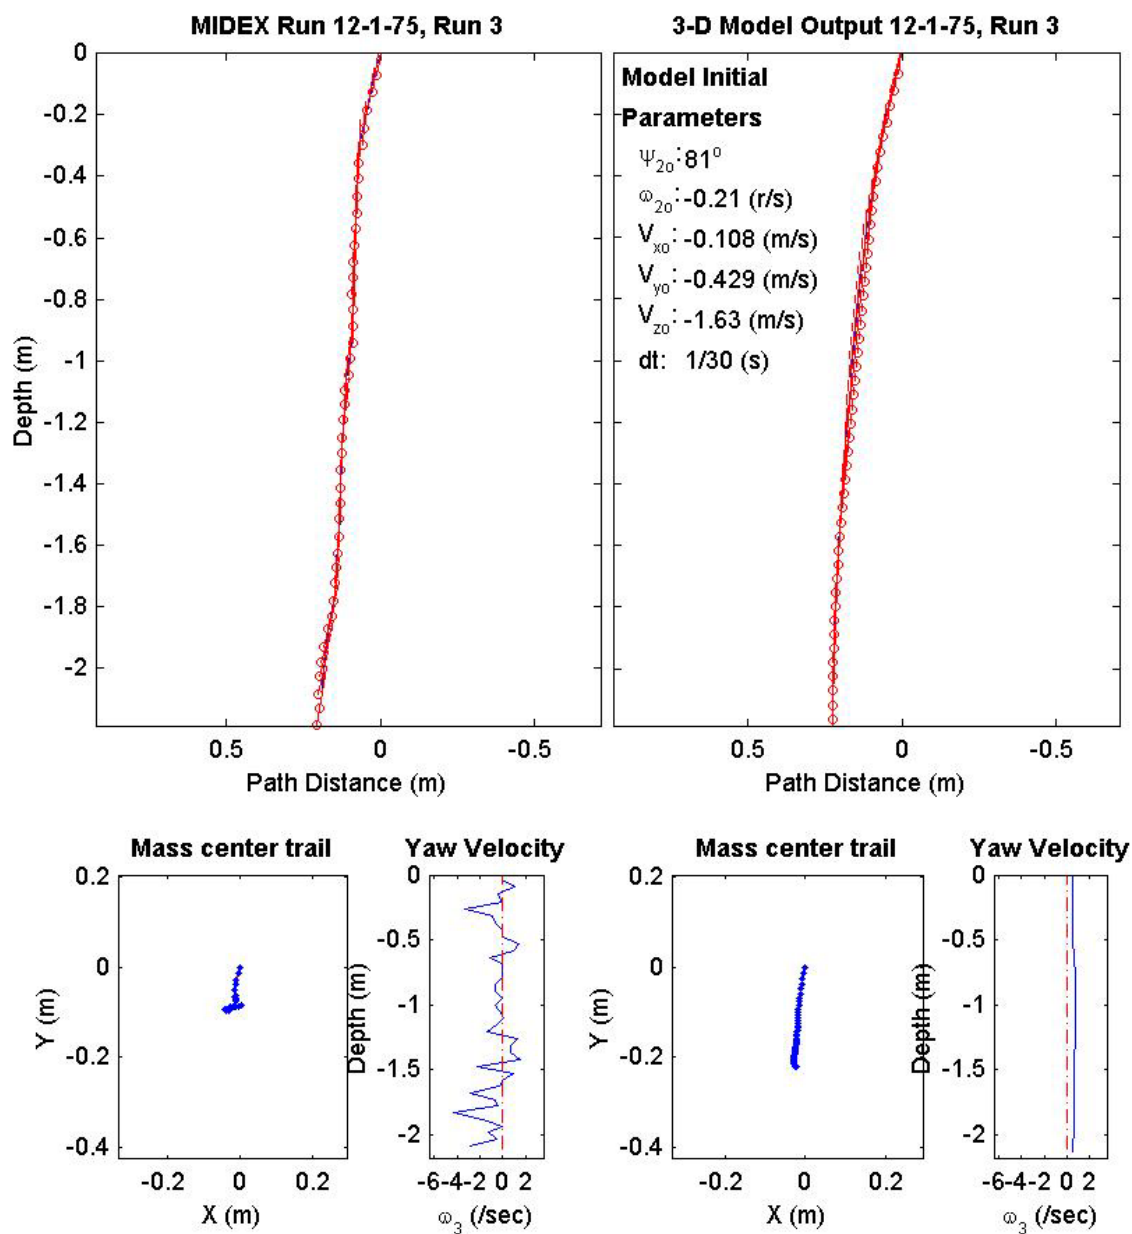 MIDEX Run 12-1-75, Run 3
3-D Model Output 12-1-75, Run 3
Model Initial
Parameters
Ψ2o: 81o
ω2o: -0.21 (r/s)
Vxo: -0.108 (m/s)
Vyo: -0.429 (m/s)
Vzo: -1.63 (m/s)
dt: 1/30 (s)
Depth (m)
0
-0.2
-0.4
-0.6
-0.8
-1
-1.2
-1.4
-1.6
-1.8
-2
0.5 0 -0.5
Path Distance (m)
0.5 0 -0.5
Path Distance (m)
Mass center trail
Y (m)
0.2
0
-0.2
-0.4
-0.2 0 0.2
X (m)
Yaw Velocity
Depth (m)
0
-0.5
-1
-1.5
-2
-6-4-2 0 2
ω3 (/sec)
Mass center trail
Y (m)
0.2
0
-0.2
-0.4
-0.2 0 0.2
X (m)
Yaw Velocity
Depth (m)
0
-0.5
-1
-1.5
-2
-6-4-2 0 2
ω3 (/sec)